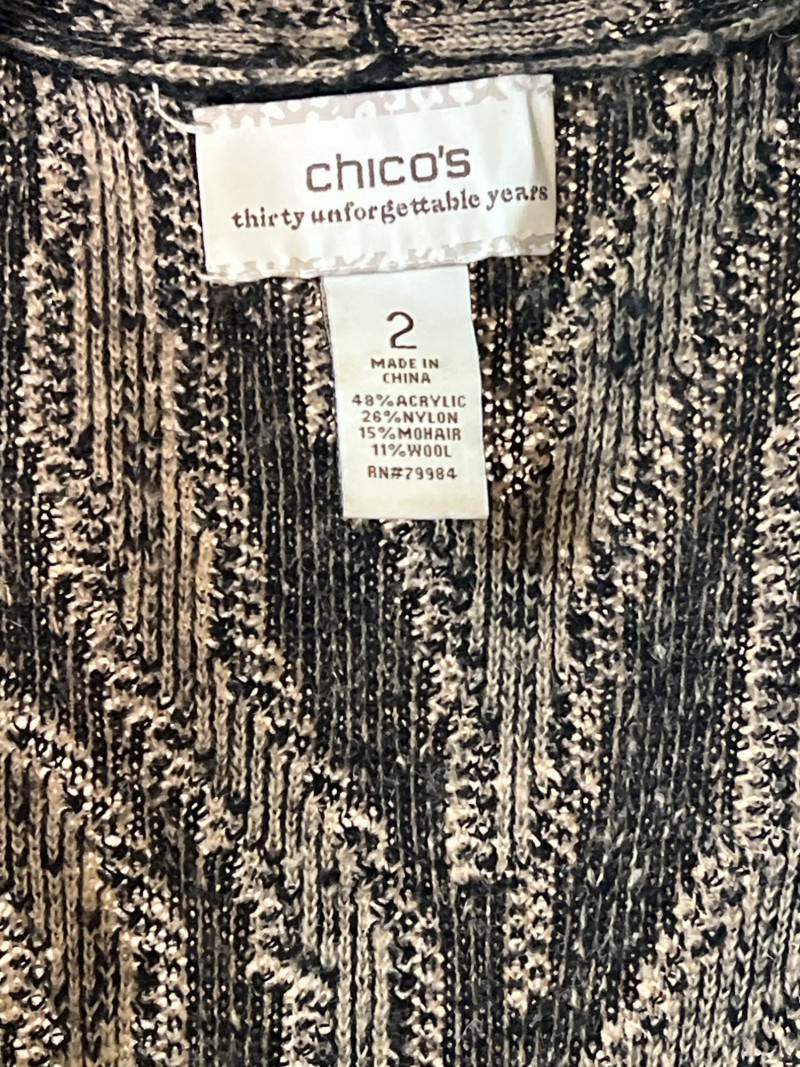 chico's
thirty unforgettable years
2
MADE IN
CHINA
48%ACRYLIC
26%NYLON
15%MOHAIR
11%WOOL
RN#79984